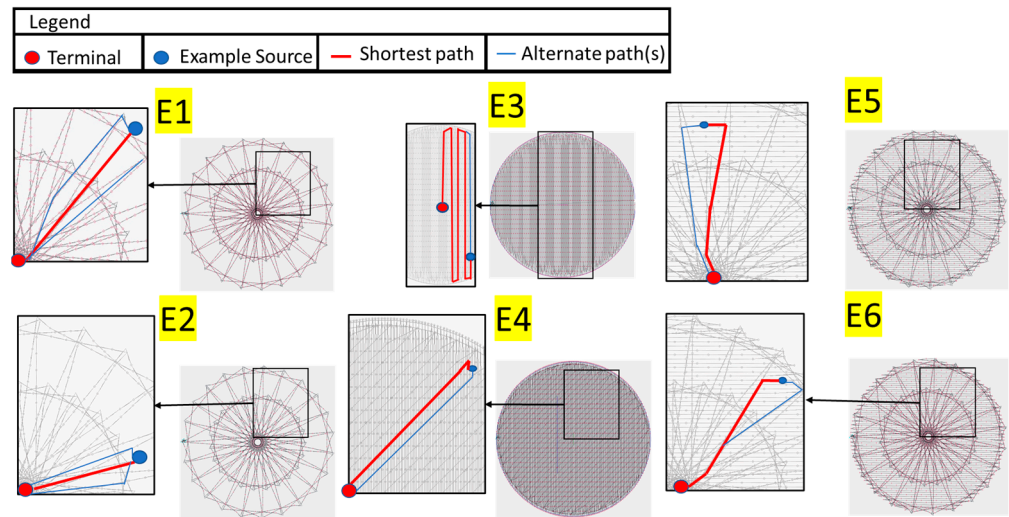 Legend
Terminal
Example Source
Shortest path
Alternate path(s)
E1
E3
E5
E2
E4
E6